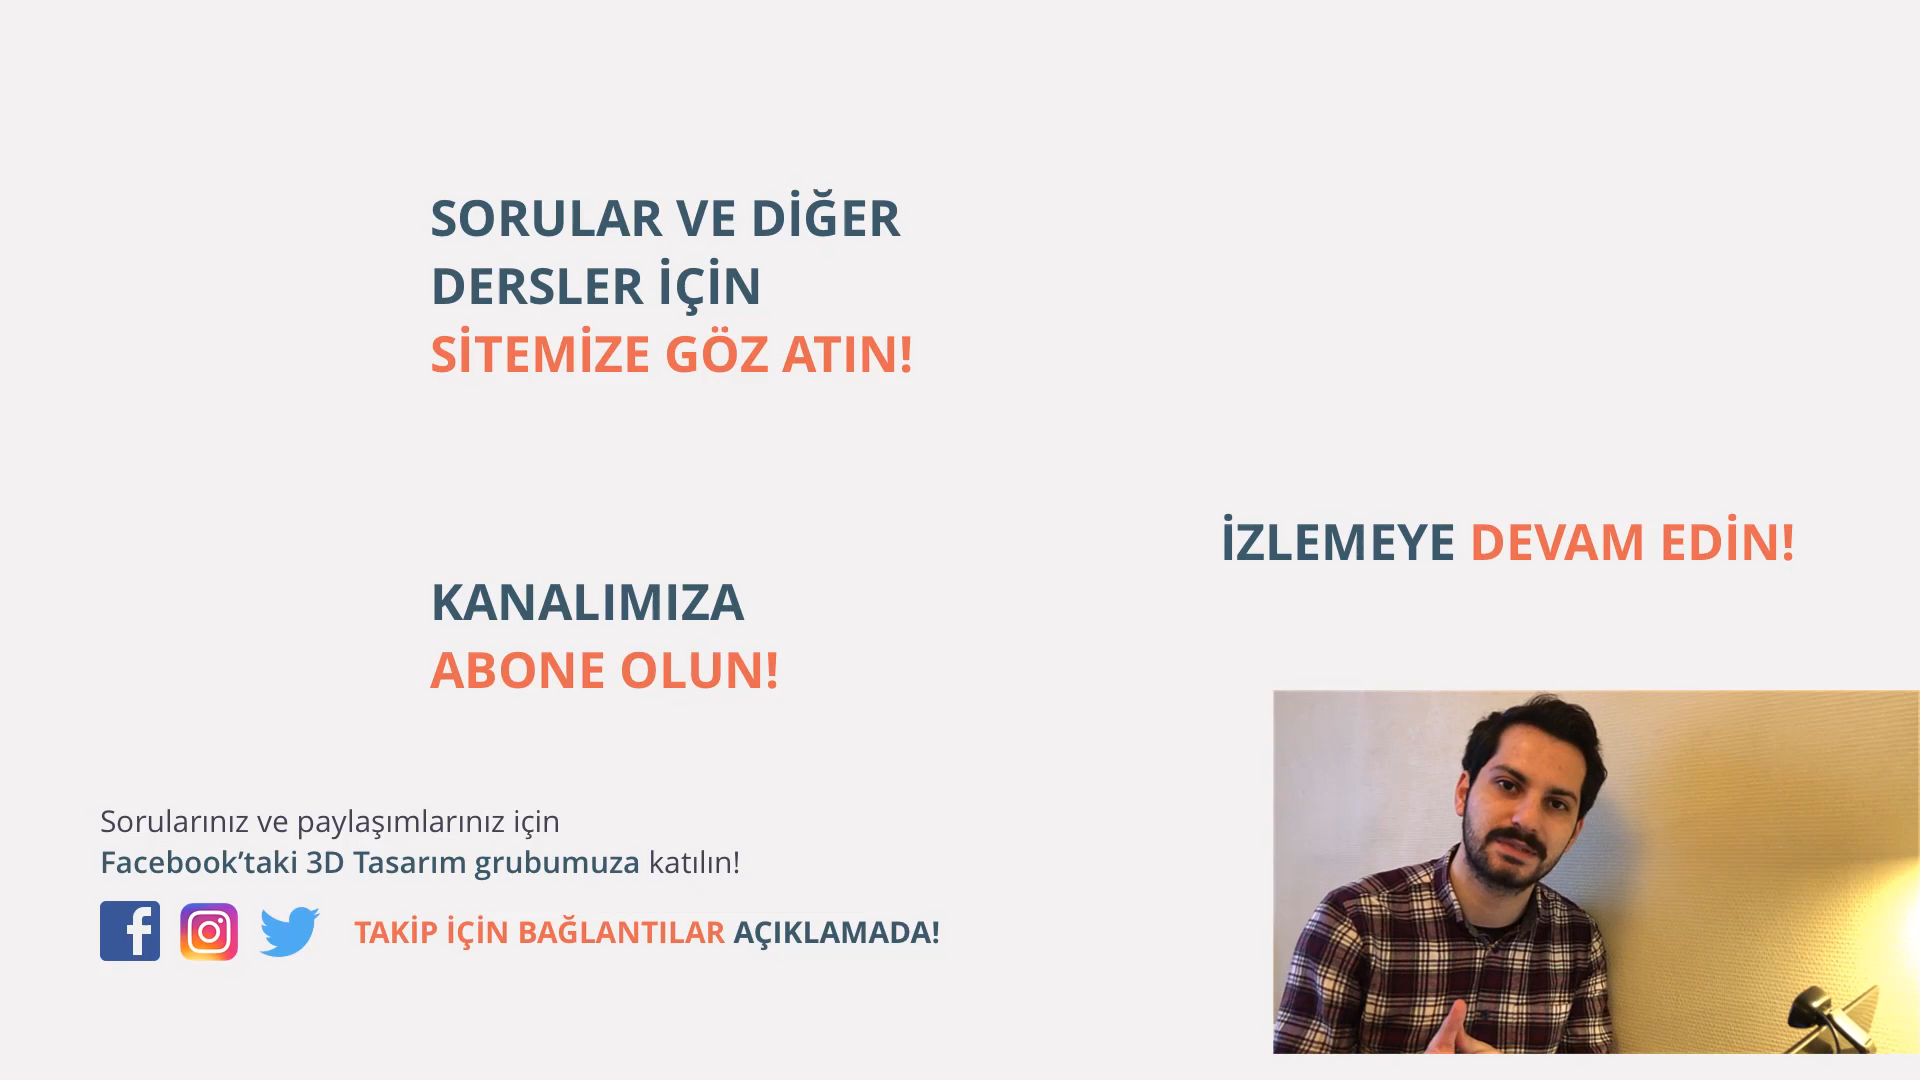 SORULAR VE DİĞER
DERSLER İÇİN
SİTEMİZE GÖZ ATIN!
İZLEMEYE DEVAM EDİN!
KANALIMIZA
ABONE OLUN!
Sorularınız ve paylaşımlarınız için
Facebook’taki 3D Tasarım grubumuza katılın!
TAKİP İÇİN BAĞLANTILAR AÇIKLAMADA!